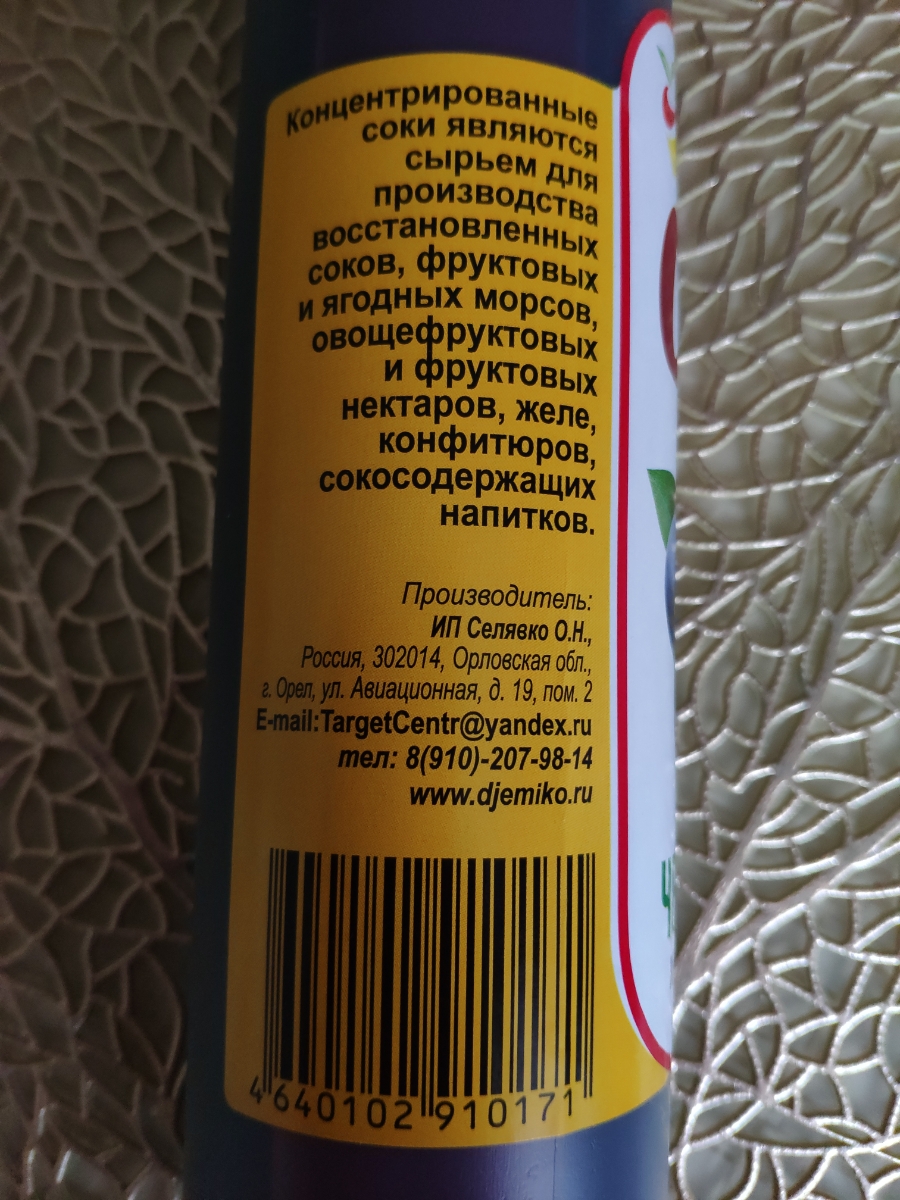 Концентрированные
соки являются
сырьем для
производства
восстановленных
соков, фруктовых
и ягодных морсов,
овощефруктовых
и фруктовых
нектаров, желе,
конфитюров,
сокосодержащих
напитков.
Производитель:
ИП Селявко О.Н.,
Россия, 302014, Орловская обл.,
г. Орел, ул. Авиационная, д. 19, пом. 2
E-mail:TargetCentr@yandex.ru
тел: 8(910)-207-98-14
www.djemiko.ru
4 640102 910171